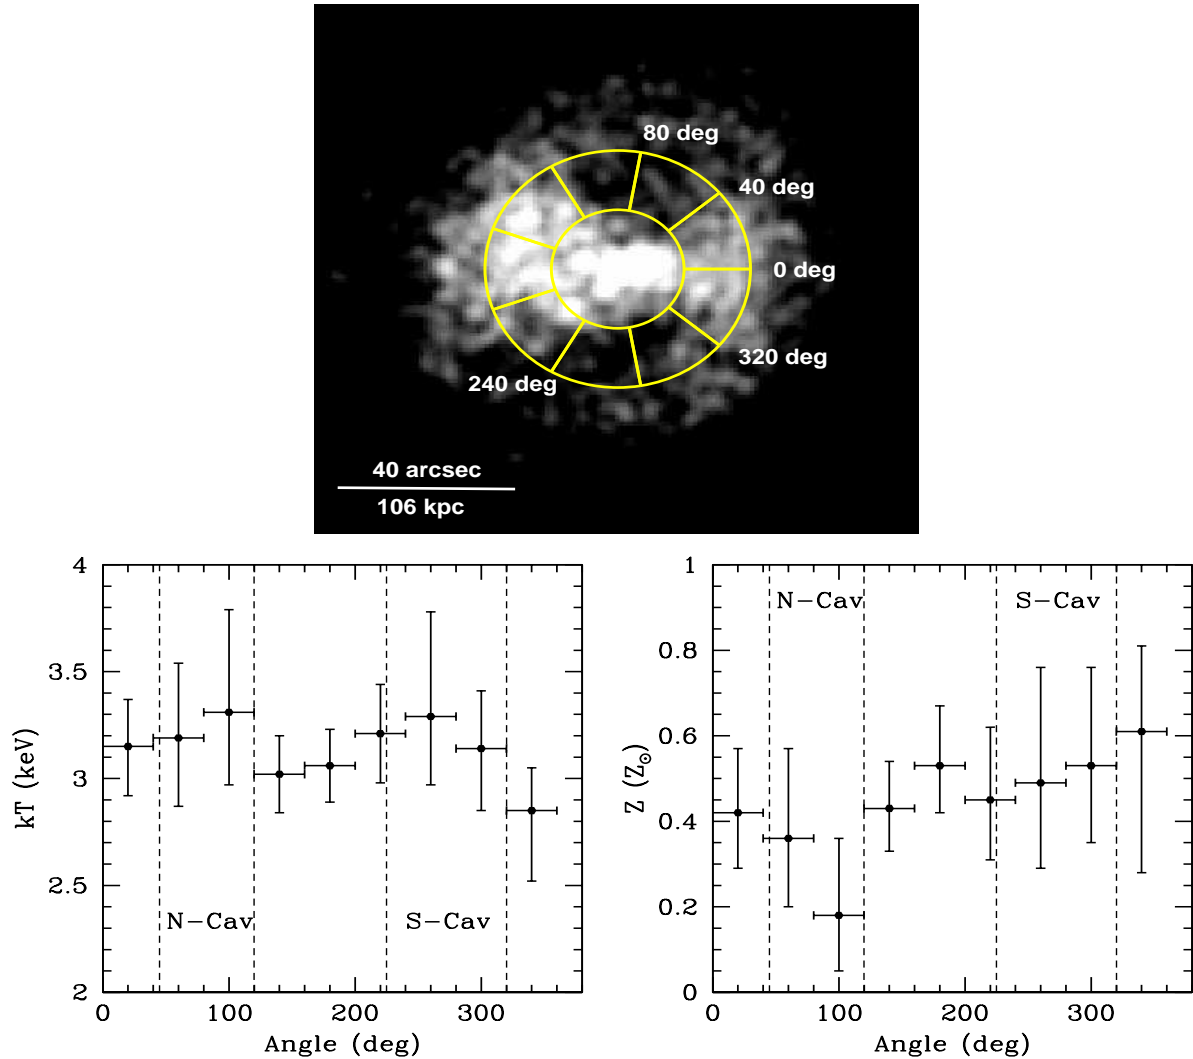 80 deg
40 deg
0 deg
320 deg
240 deg
40 arcsec
106 kpc
4
3.5
3
2.5
2
kT (keV)
N-Cav
S-Cav
0
100
200
300
Angle (deg)
1
0.8
0.6
0.4
0.2
0
Z (Z⊙)
N-Cav
S-Cav
0
100
200
300
Angle (deg)